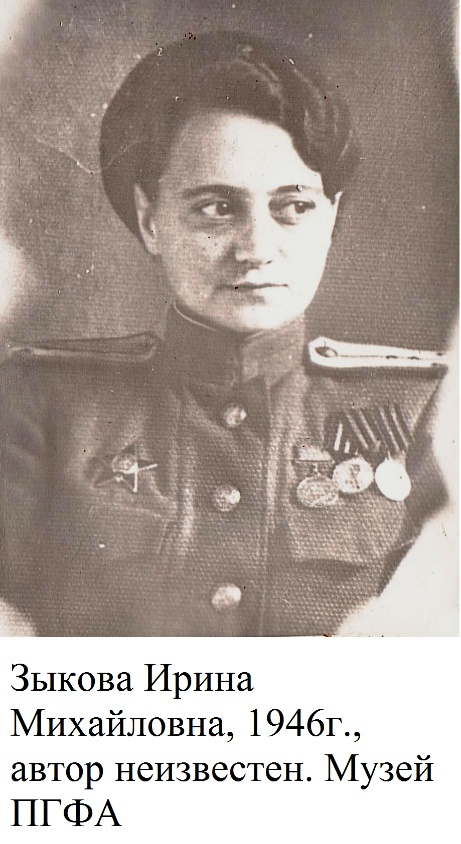 Зыкова Ирина
Михайловна, 1946г.,
автор неизвестен. Музей
ПГФА